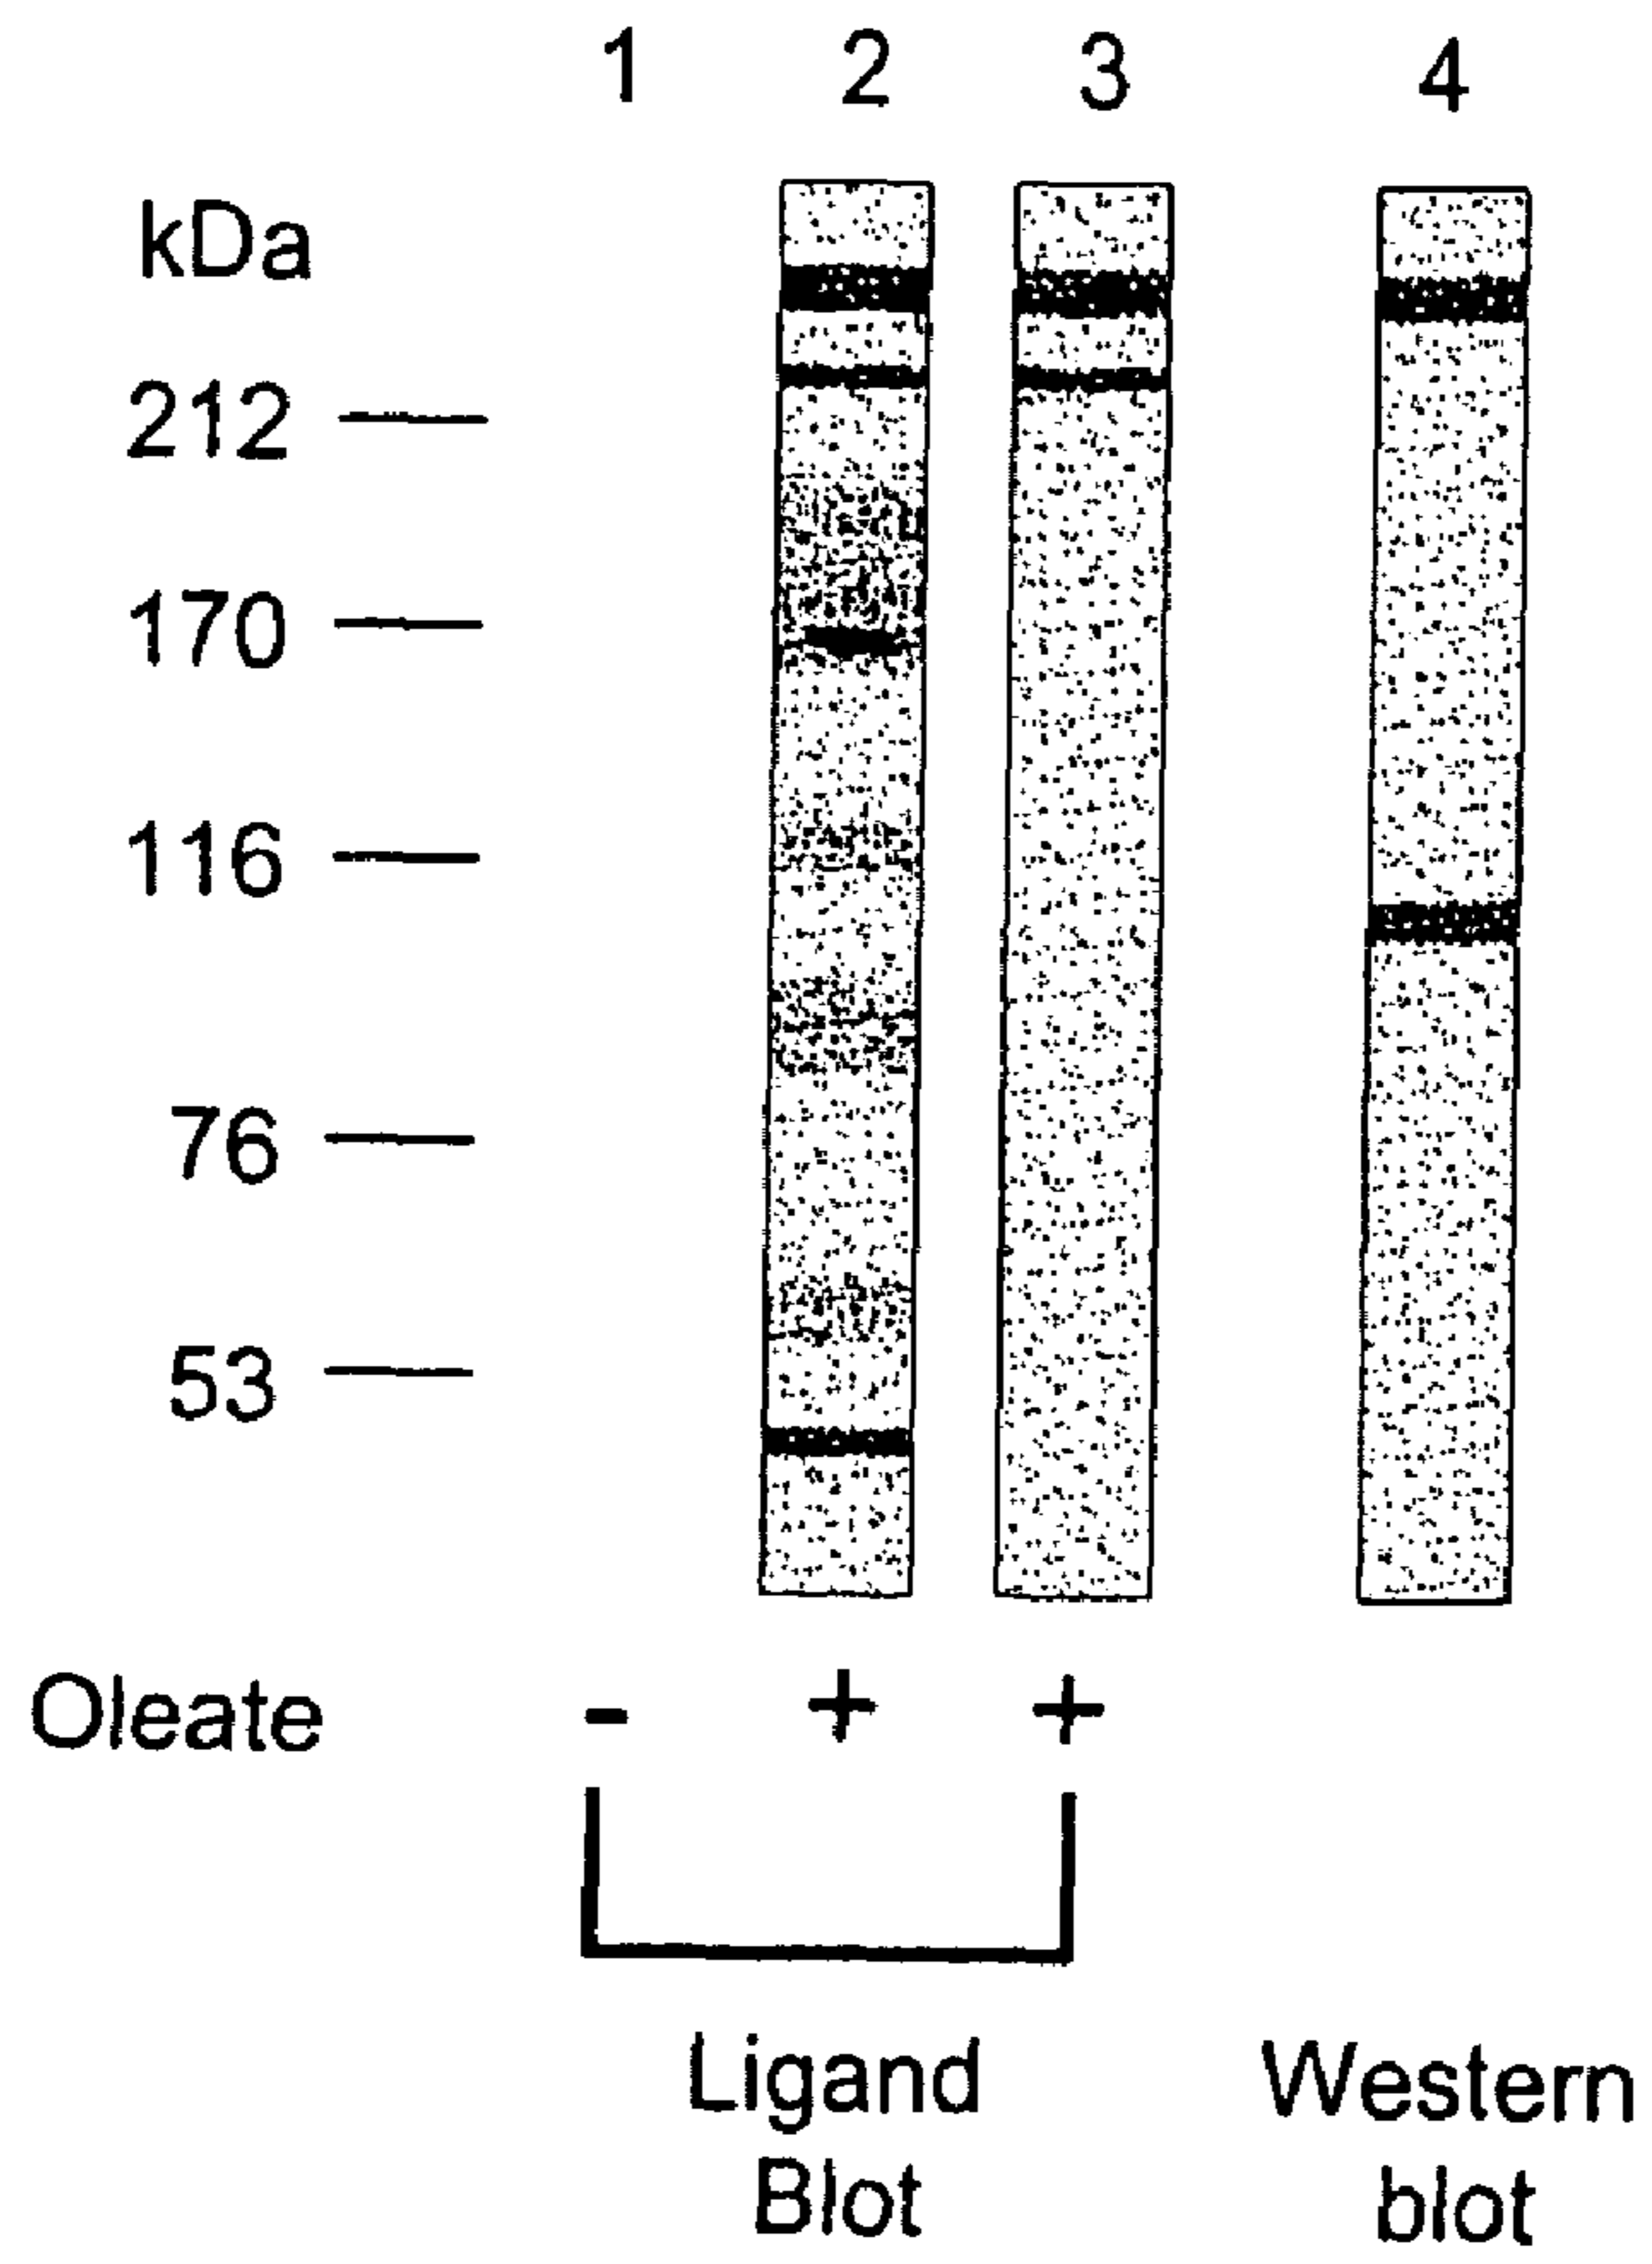 1 2 3 4
kDa
212
170
116
76
53
Oleate - + +
Ligand Western
Blot blot